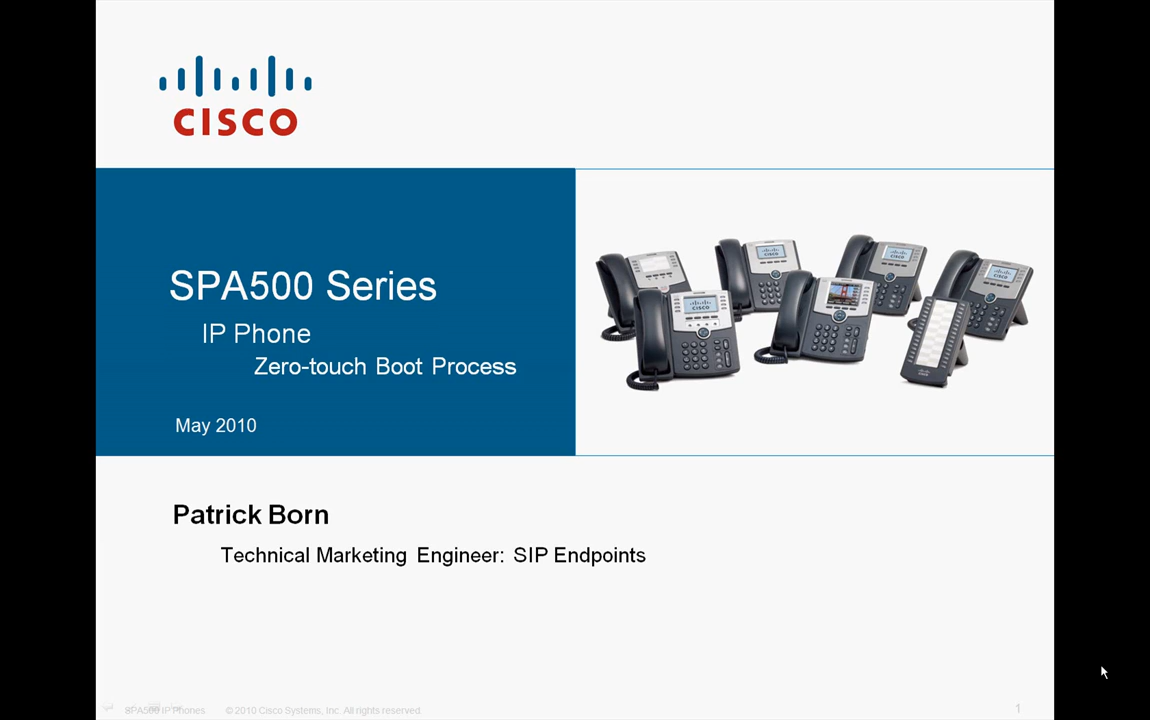 CISCO
SPA500 Series
IP Phone
Zero-touch Boot Process
May 2010
Patrick Born
Technical Marketing Engineer: SIP Endpoints
SPA500 IP Phones © 2010 Cisco Systems, Inc. All rights reserved. 1